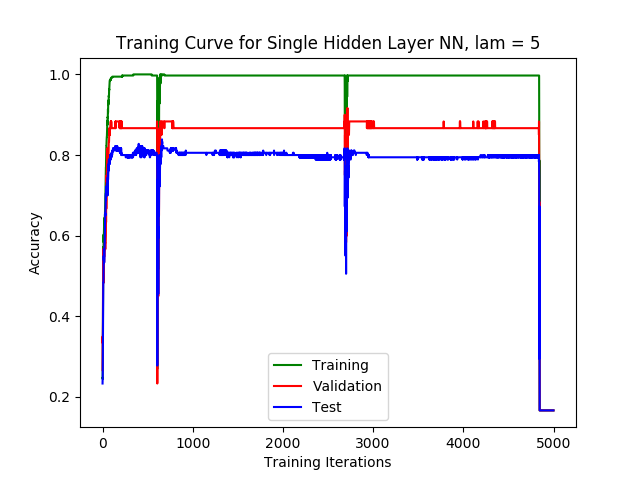 Traning Curve for Single Hidden Layer NN, lam = 5
1.0
0.8
0.6
0.4
0.2
Accuracy
Training
Validation
Test
0 1000 2000 3000 4000 5000
Training Iterations